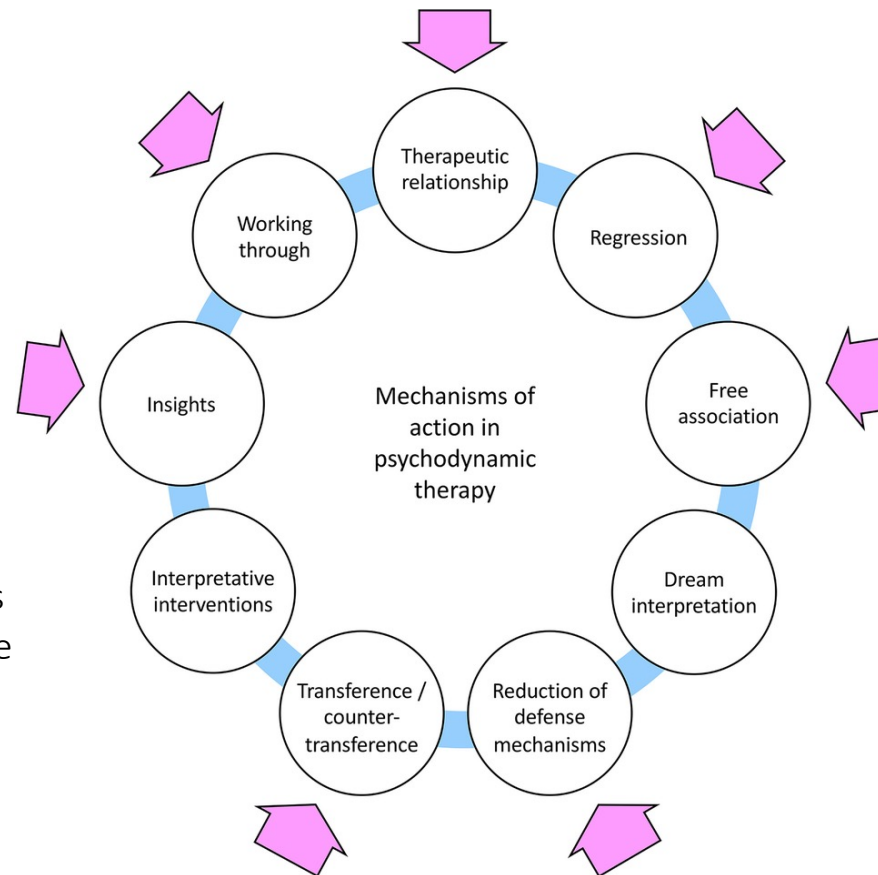 Therapeutic
relationship
Working
through
Regression
Insights
Free
association
Mechanisms of
action in
psychodynamic
therapy
Interpretative
interventions
Dream
interpretation
Transference /
counter-
transference
Reduction of
defense
mechanisms